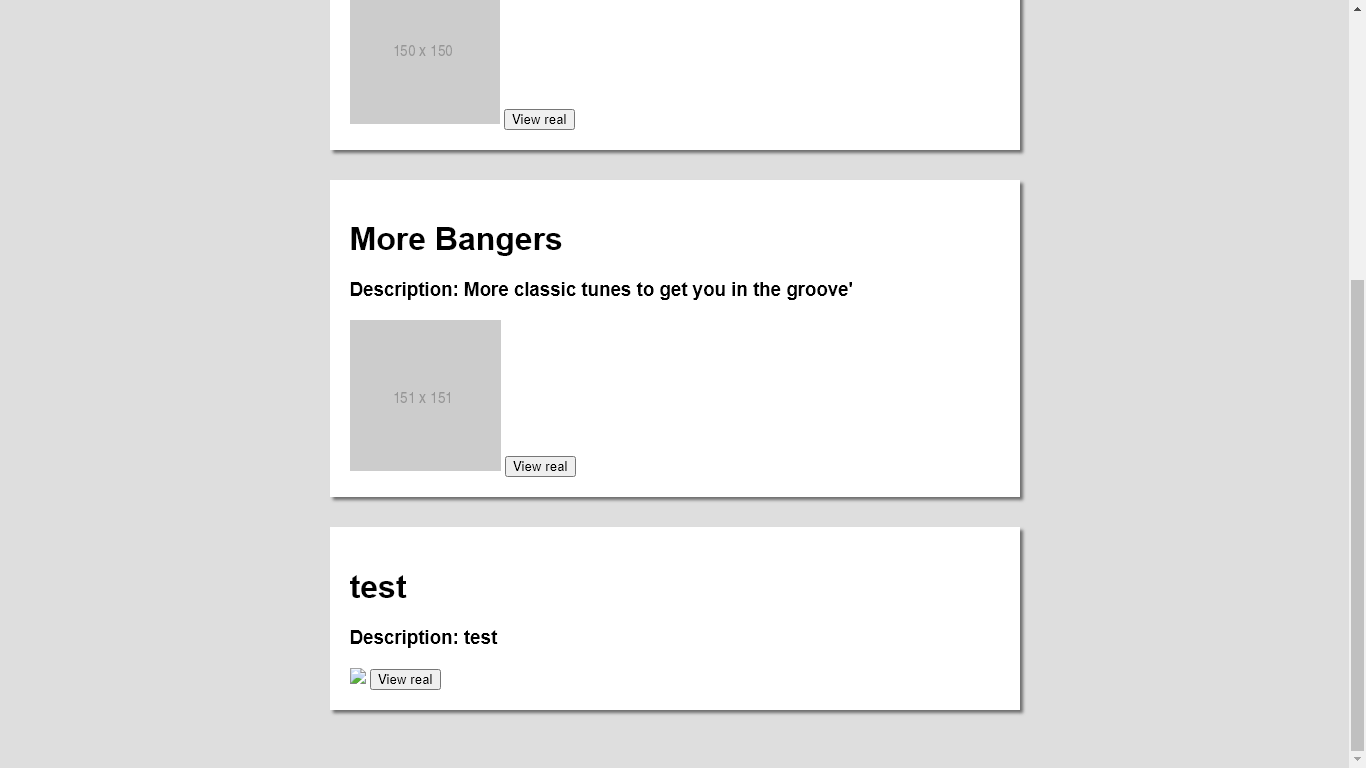 150 x 150
View real
More Bangers
Description: More classic tunes to get you in the groove'
151 x 151
View real
test
Description: test
View real